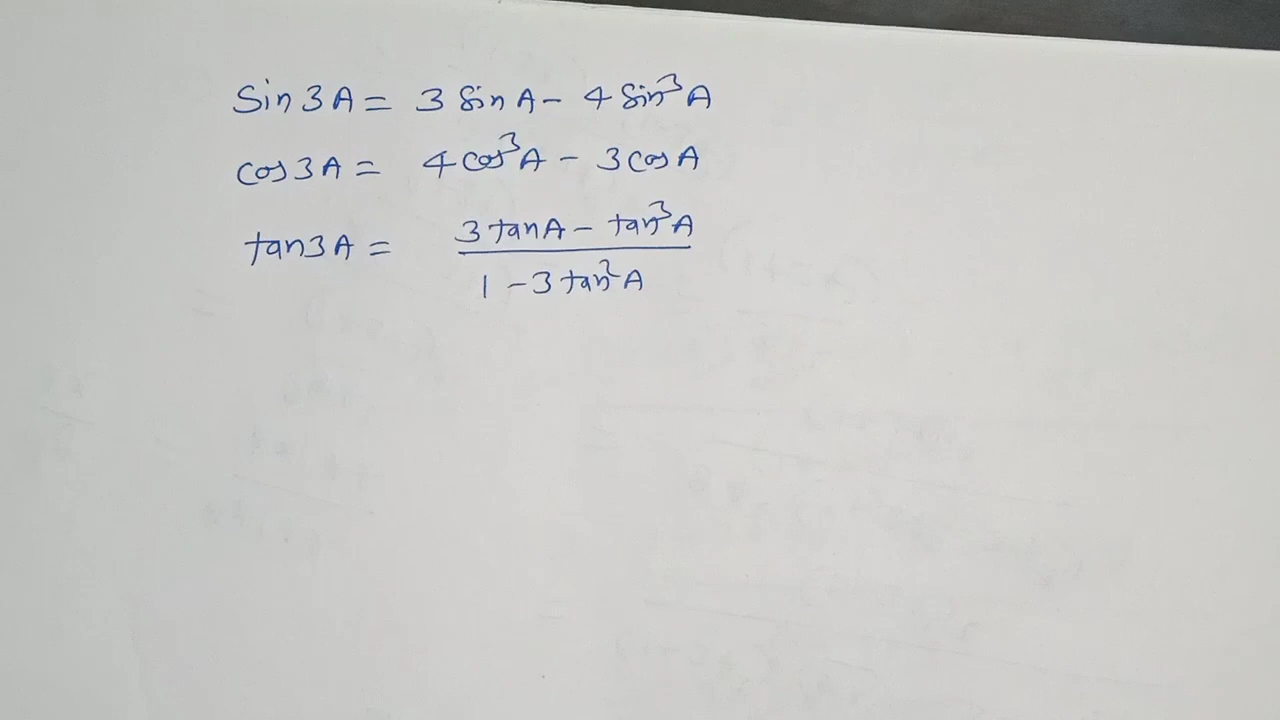 Sin 3A = 3 Sin A - 4 Sin³A
cos 3A = 4 cos³A - 3 cos A
tan 3A = 3 tan A - tan³A
1 - 3 tan²A